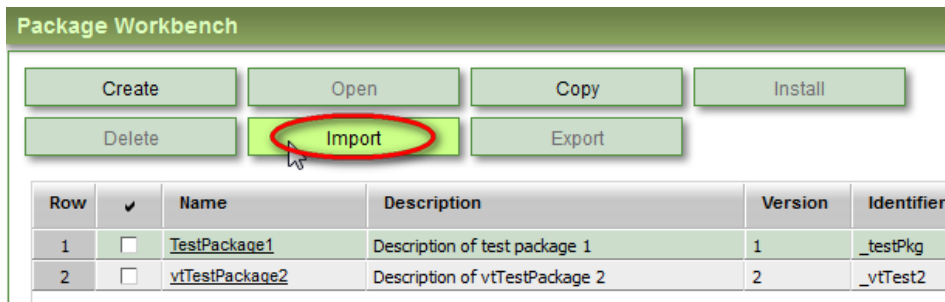 Package Workbench
Create Open Copy Install
Delete Import Export
Row Name Description Version Identifier
1 TestPackage1 Description of test package 1 1 _testPkg
2 vtTestPackage2 Description of vtTestPackage 2 2 _vtTest2